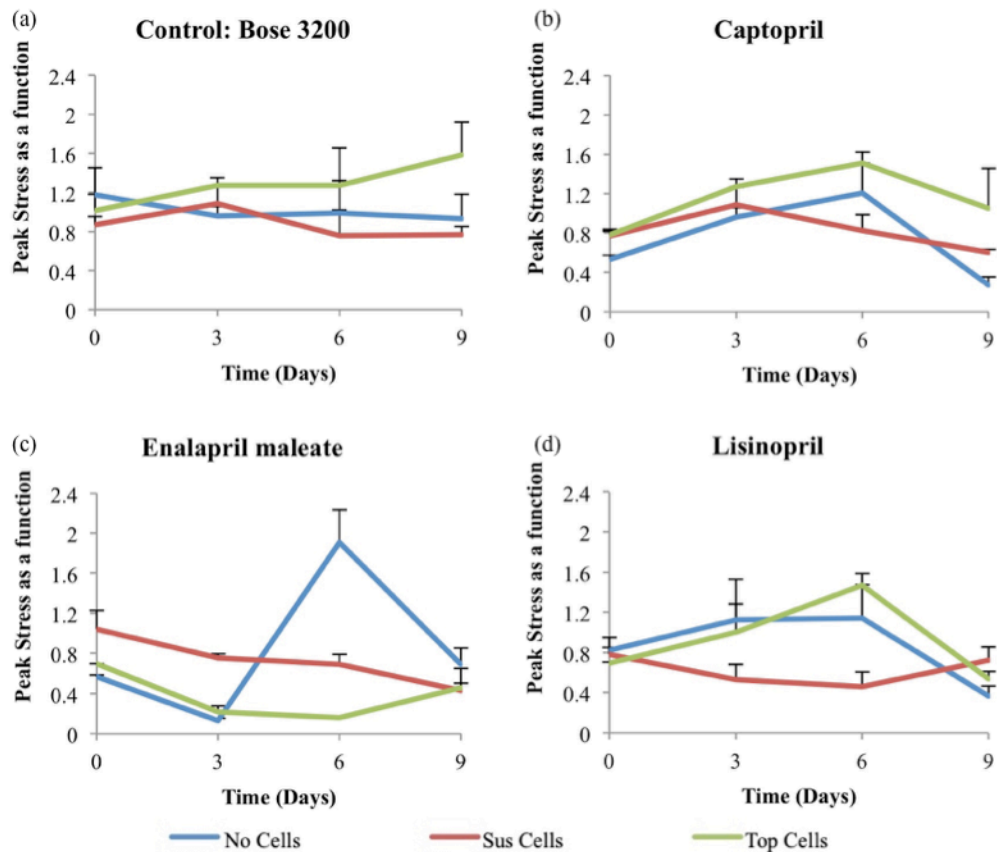 (a)
Control: Bose 3200
Peak Stress as a function
2.4
2
1.6
1.2
0.8
0.4
0
0 3 6 9
Time (Days)
(b)
Captopril
Peak Stress as a function
2.4
2
1.6
1.2
0.8
0.4
0
0 3 6 9
Time (Days)
(c)
Enalapril maleate
Peak Stress as a function
2.4
2
1.6
1.2
0.8
0.4
0
0 3 6 9
Time (Days)
(d)
Lisinopril
Peak Stress as a function
2.4
2
1.6
1.2
0.8
0.4
0
0 3 6 9
Time (Days)
No Cells Sus Cells Top Cells